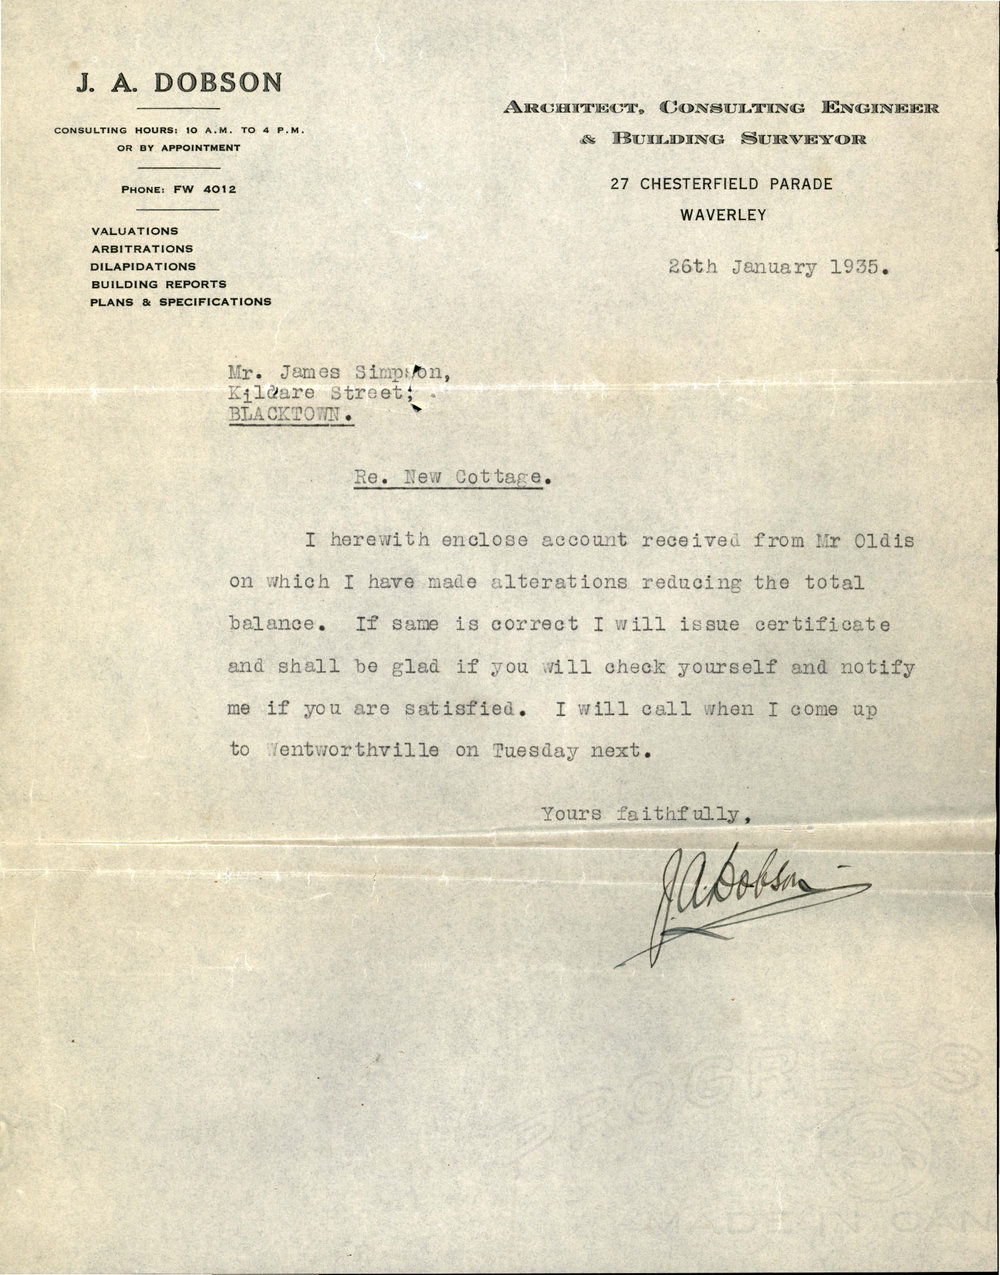 J. A. DOBSON
CONSULTING HOURS: 10 A.M. TO 4 P.M.
OR BY APPOINTMENT
PHONE: FW 4012
VALUATIONS
ARBITRATIONS
DILAPIDATIONS
BUILDING REPORTS
PLANS & SPECIFICATIONS
ARCHITECT, CONSULTING ENGINEER
& BUILDING SURVEYOR
27 CHESTERFIELD PARADE
WAVERLEY
26th January 1935.
Mr. James Simpson,
Kildare Street;
BLACKTOWN.
Re. New Cottage.
I herewith enclose account received from Mr Oldis
on which I have made alterations reducing the total
balance. If same is correct I will issue certificate
and shall be glad if you will check yourself and notify
me if you are satisfied. I will call when I come up
to Wentworthville on Tuesday next.
Yours faithfully,
J.A. Dobson
PROGRESS
MADE IN CANA